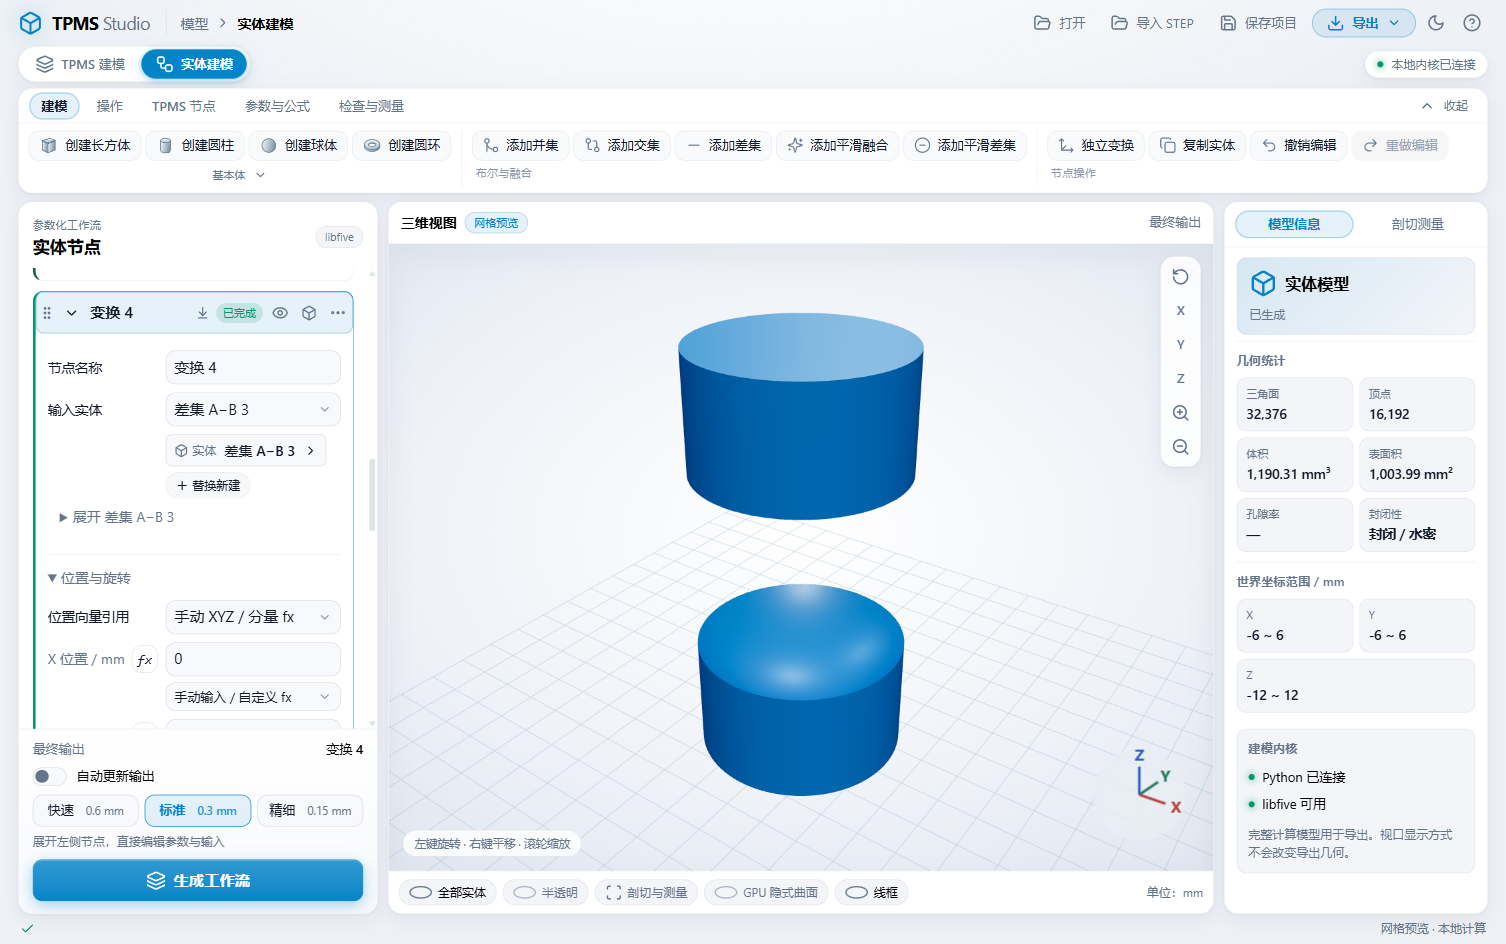 TPMS Studio 模型 > 实体建模
打开 导入 STEP 保存项目 导出
TPMS 建模 实体建模 本地内核已连接
建模 操作 TPMS 节点 参数与公式 检查与测量 收起
创建长方体 创建圆柱 创建球体 创建圆环 添加并集 添加交集 添加差集 添加平滑融合 添加平滑差集 独立变换 复制实体 撤销编辑 重做编辑
基本体 布尔与融合 节点操作
参数化工作流
实体节点
libfive
变换 4 已完成
节点名称 变换 4
输入实体 差集 A−B 3
实体 差集 A−B 3
+ 替换新建
展开 差集 A−B 3
位置与旋转
位置向量引用 手动 XYZ / 分量 fx
X 位置 / mm fx 0
手动输入 / 自定义 fx
最终输出 变换 4
自动更新输出
快速 0.6 mm 标准 0.3 mm 精细 0.15 mm
展开左侧节点，直接编辑参数与输入
生成工作流
三维视图 网格预览 最终输出
X
Y
Z
Z
Y
X
左键旋转 · 右键平移 · 滚轮缩放
全部实体 半透明 剖切与测量 GPU 隐式曲面 线框 单位：mm
模型信息 剖切测量
实体模型
已生成
几何统计
三角面 顶点
32,376 16,192
体积 表面积
1,190.31 mm³ 1,003.99 mm²
孔隙率 封闭性
— 封闭 / 水密
世界坐标范围 / mm
X Y
-6 ~ 6 -6 ~ 6
Z
-12 ~ 12
建模内核
Python 已连接
libfive 可用
完整计算模型用于导出。视口显示方式
不会改变导出几何。
网格预览 · 本地计算